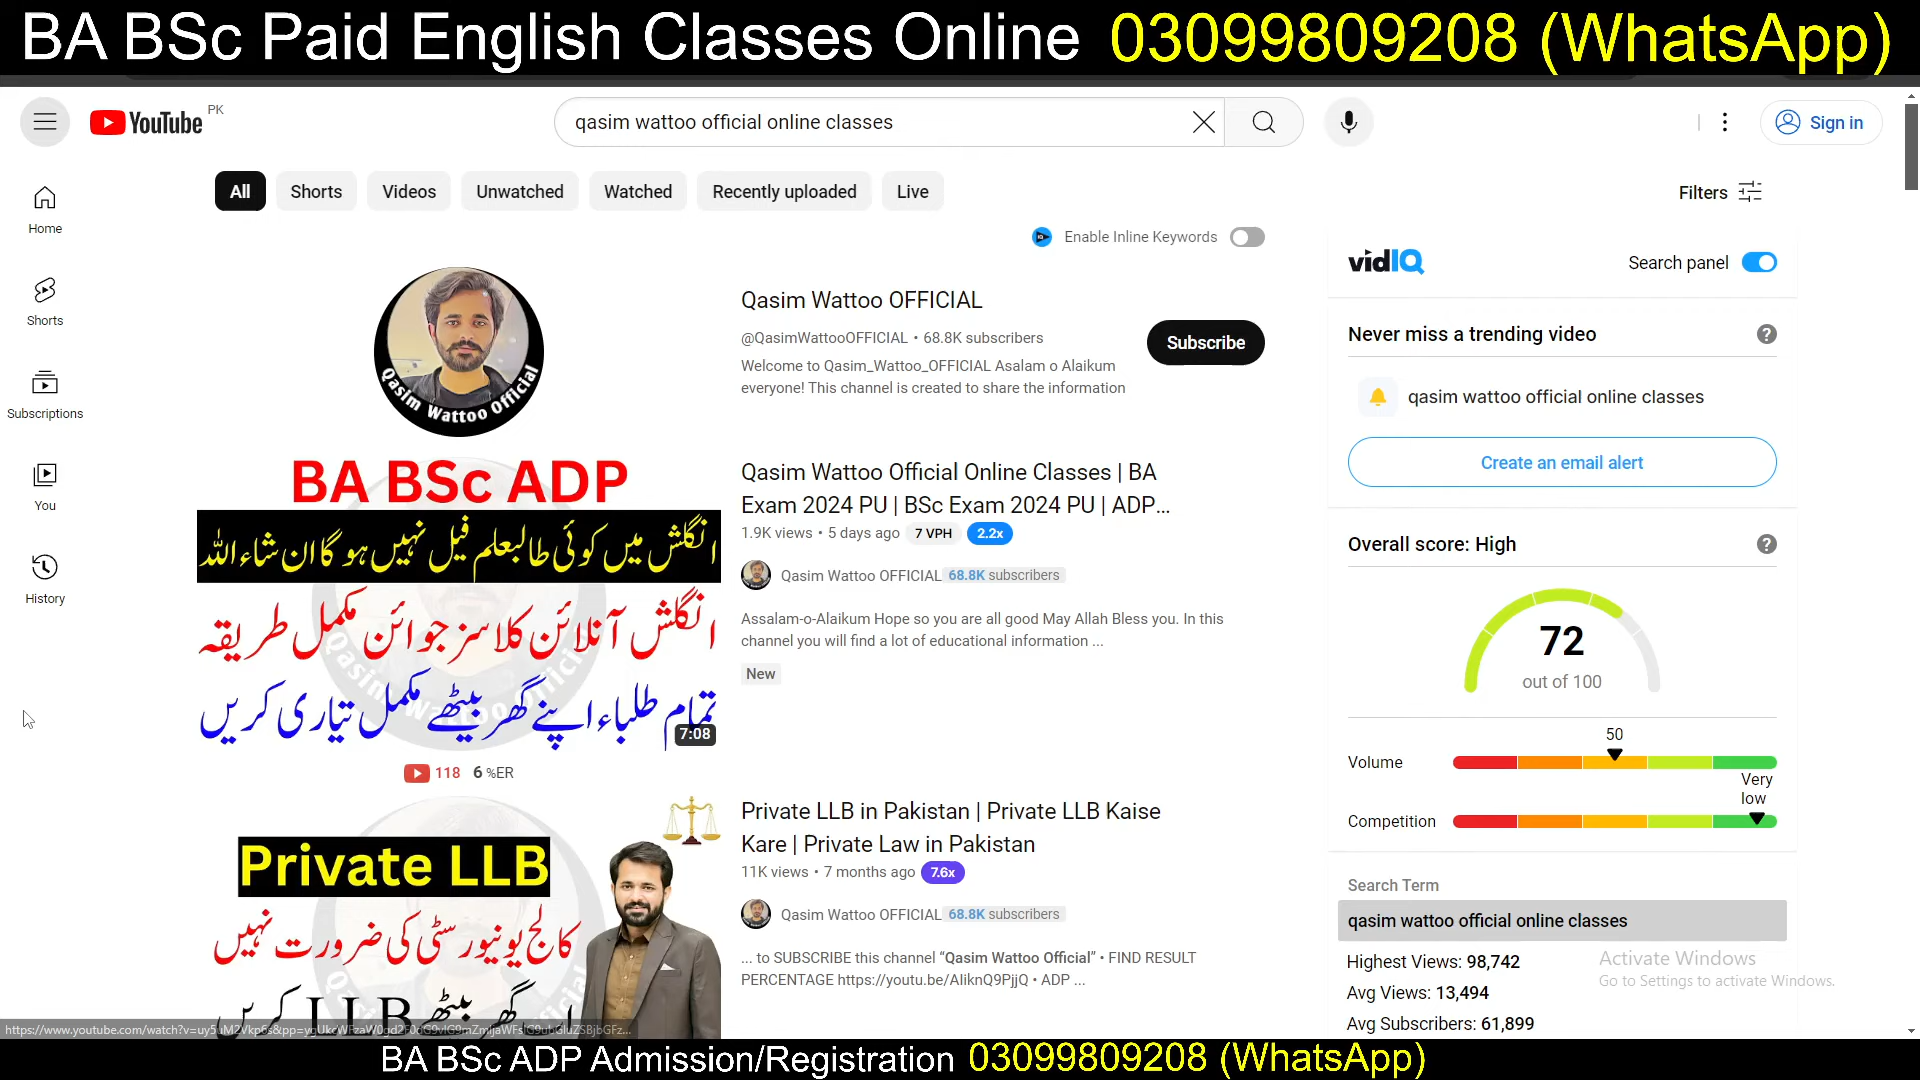 BA BSc Paid English Classes Online 03099809208 (WhatsApp)
YouTube PK
qasim wattoo official online classes
Sign in
All Shorts Videos Unwatched Watched Recently uploaded Live
Filters
Home
Shorts
Subscriptions
You
History
Enable Inline Keywords
Qasim Wattoo Official
Qasim Wattoo OFFICIAL
@QasimWattooOFFICIAL • 68.8K subscribers
Welcome to Qasim_Wattoo_OFFICIAL Asalam o Alaikum
everyone! This channel is created to share the information
Subscribe
BA BSc ADP
انگلش میں کوئی طالبعلم فیل نہیں ہو گا ان شاء اللہ
انگلش آنلائن کلاسز جوائن مکمل طریقہ
تمام طلباء اپنے گھر بیٹھے مکمل تیاری کریں
7:08
118 6 %ER
Qasim Wattoo Official Online Classes | BA
Exam 2024 PU | BSc Exam 2024 PU | ADP...
1.9K views • 5 days ago 7 VPH 2.2x
Qasim Wattoo OFFICIAL 68.8K subscribers
Assalam-o-Alaikum Hope so you are all good May Allah Bless you. In this
channel you will find a lot of educational information ...
New
Private LLB
کالج یونیورسٹی کی ضرورت نہیں
گھر بیٹھے LLB کریں
Private LLB in Pakistan | Private LLB Kaise
Kare | Private Law in Pakistan
11K views • 7 months ago 7.6x
Qasim Wattoo OFFICIAL 68.8K subscribers
... to SUBSCRIBE this channel “Qasim Wattoo Official” • FIND RESULT
PERCENTAGE https://youtu.be/AliknQ9PjjQ • ADP ...
vidIQ
Search panel
Never miss a trending video
qasim wattoo official online classes
Create an email alert
Overall score: High
72
out of 100
50
Volume
Very
low
Competition
Search Term
qasim wattoo official online classes
Highest Views: 98,742
Avg Views: 13,494
Avg Subscribers: 61,899
Activate Windows
Go to Settings to activate Windows.
BA BSc ADP Admission/Registration 03099809208 (WhatsApp)